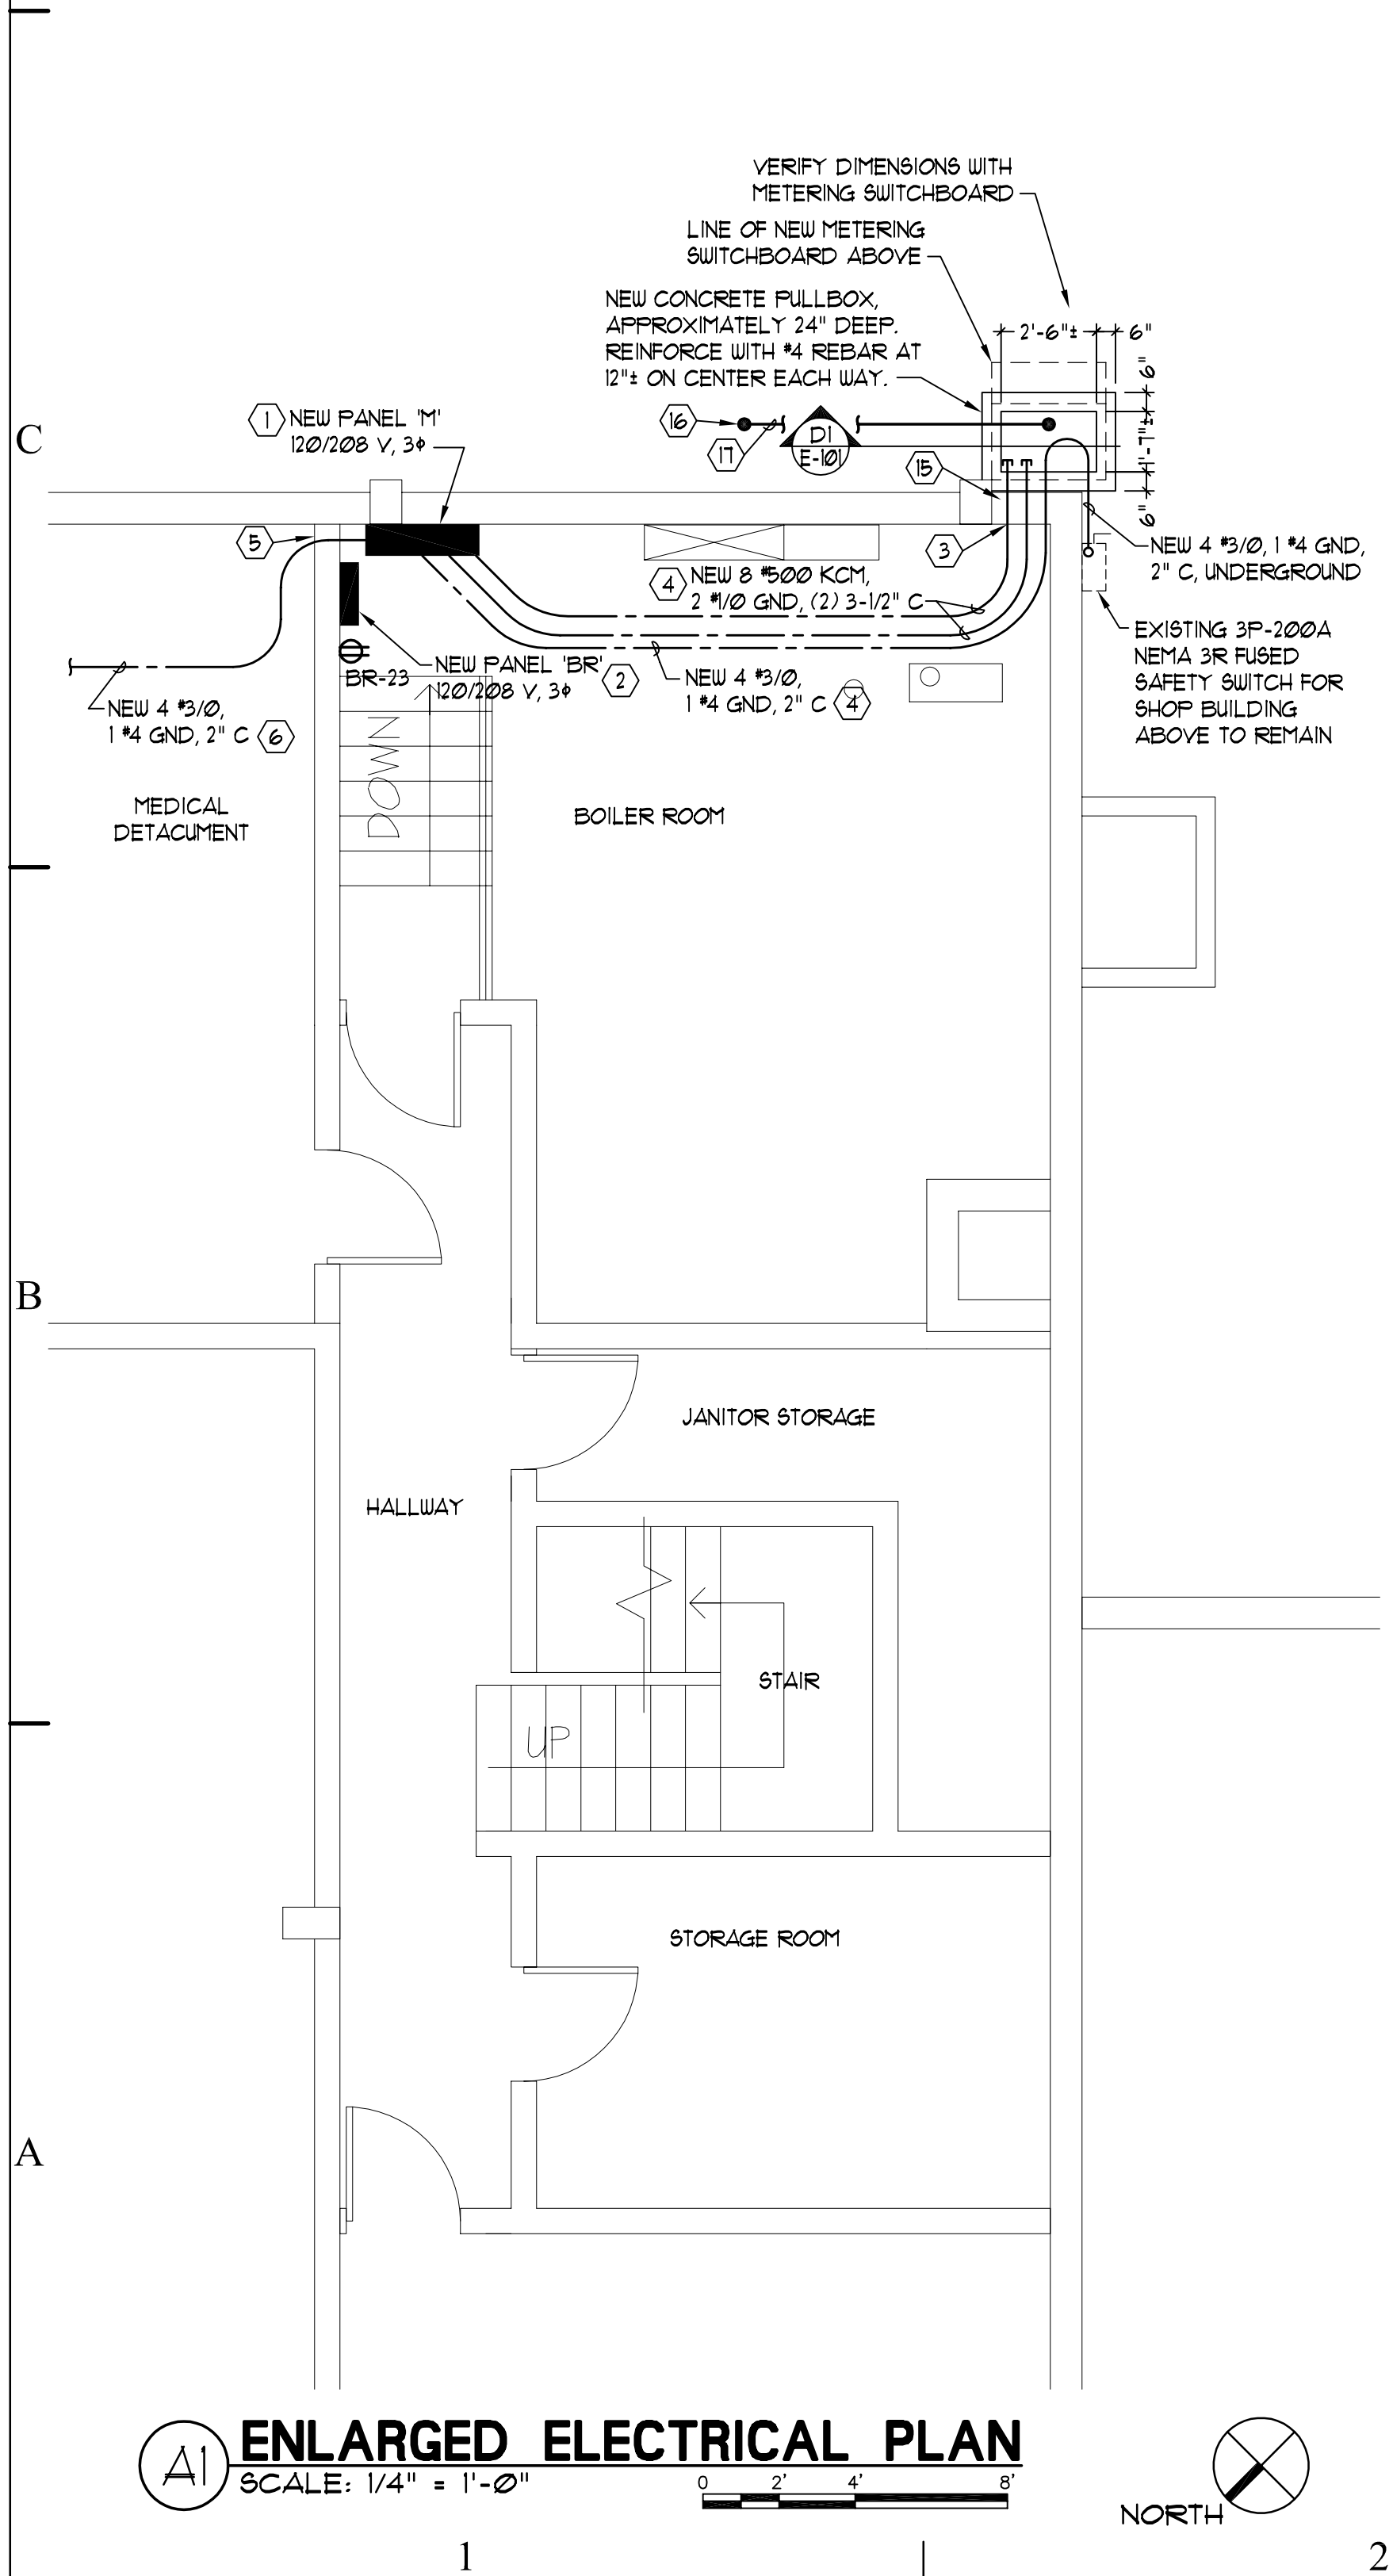 VERIFY DIMENSIONS WITH
METERING SWITCHBOARD
LINE OF NEW METERING
SWITCHBOARD ABOVE
NEW CONCRETE PULLBOX,
APPROXIMATELY 24" DEEP.
REINFORCE WITH #4 REBAR AT
12"± ON CENTER EACH WAY.
2'-6"±
6"
6"
1'-7"±
6"
C
1
NEW PANEL 'M'
120/208 V, 3φ
16
17
D1
E-101
15
5
3
4
NEW 8 #500 KCM,
2 #1/0 GND, (2) 3-1/2" C
NEW 4 #3/0, 1 #4 GND,
2" C, UNDERGROUND
EXISTING 3P-200A
NEMA 3R FUSED
SAFETY SWITCH FOR
SHOP BUILDING
ABOVE TO REMAIN
BR-23
NEW PANEL 'BR'
120/208 V, 3φ
2
NEW 4 #3/0,
1 #4 GND, 2" C
4
NEW 4 #3/0,
1 #4 GND, 2" C
6
DOWN
MEDICAL
DETACUMENT
BOILER ROOM
B
JANITOR STORAGE
HALLWAY
STAIR
UP
STORAGE ROOM
A
A1
ENLARGED ELECTRICAL PLAN
SCALE: 1/4" = 1'-0"
0 2' 4' 8'
NORTH
1
2